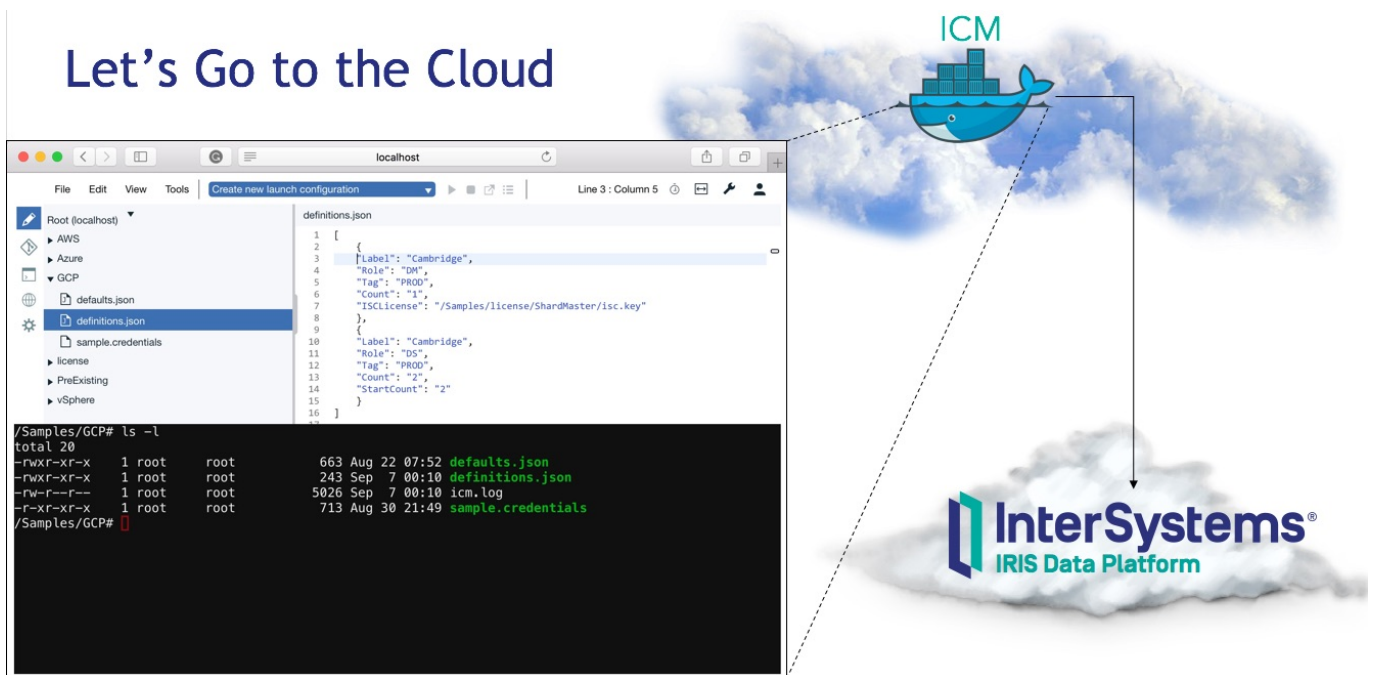 Let's Go to the Cloud
ICM
localhost
File Edit View Tools Create new launch configuration Line 3 : Column 5
Root (localhost)
AWS
Azure
GCP
defaults.json
definitions.json
sample.credentials
license
PreExisting
vSphere
definitions.json
1 [
2 {
3 "Label": "Cambridge",
4 "Role": "DM",
5 "Tag": "PROD",
6 "Count": "1",
7 "ISCLicense": "/Samples/license/ShardMaster/isc.key"
8 },
9 {
10 "Label": "Cambridge",
11 "Role": "DS",
12 "Tag": "PROD",
13 "Count": "2",
14 "StartCount": "2"
15 }
16 ]
/Samples/GCP# ls -l
total 20
-rwxr-xr-x 1 root root 663 Aug 22 07:52 defaults.json
-rwxr-xr-x 1 root root 243 Sep 7 00:10 definitions.json
-rw-r--r-- 1 root root 5026 Sep 7 00:10 icm.log
-r-xr-xr-x 1 root root 713 Aug 30 21:49 sample.credentials
/Samples/GCP#
InterSystems®
IRIS Data Platform